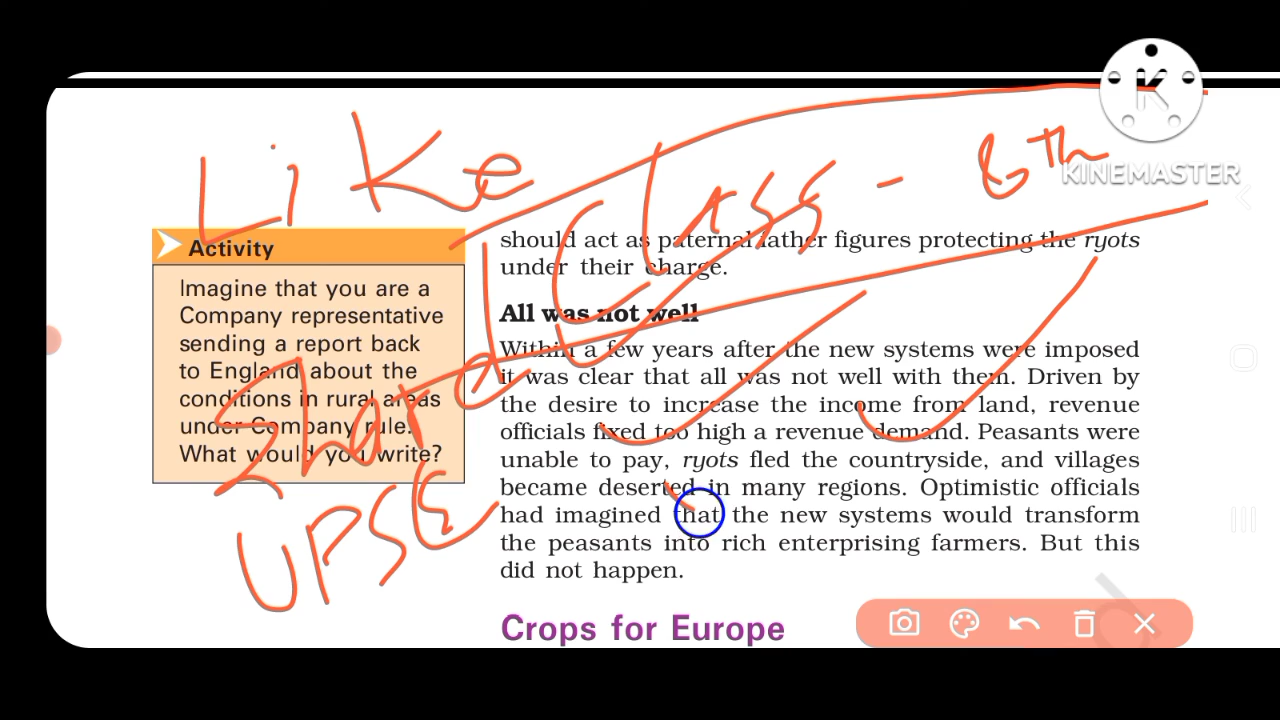 Like
Class - 8th
KINEMASTER
Share
UPSC
Activity
Imagine that you are a
Company representative
sending a report back
to England about the
conditions in rural areas
under Company rule.
What would you write?
should act as paternal father figures protecting the ryots
under their charge.
All was not well
Within a few years after the new systems were imposed
it was clear that all was not well with them. Driven by
the desire to increase the income from land, revenue
officials fixed too high a revenue demand. Peasants were
unable to pay, ryots fled the countryside, and villages
became deserted in many regions. Optimistic officials
had imagined that the new systems would transform
the peasants into rich enterprising farmers. But this
did not happen.
Crops for Europe